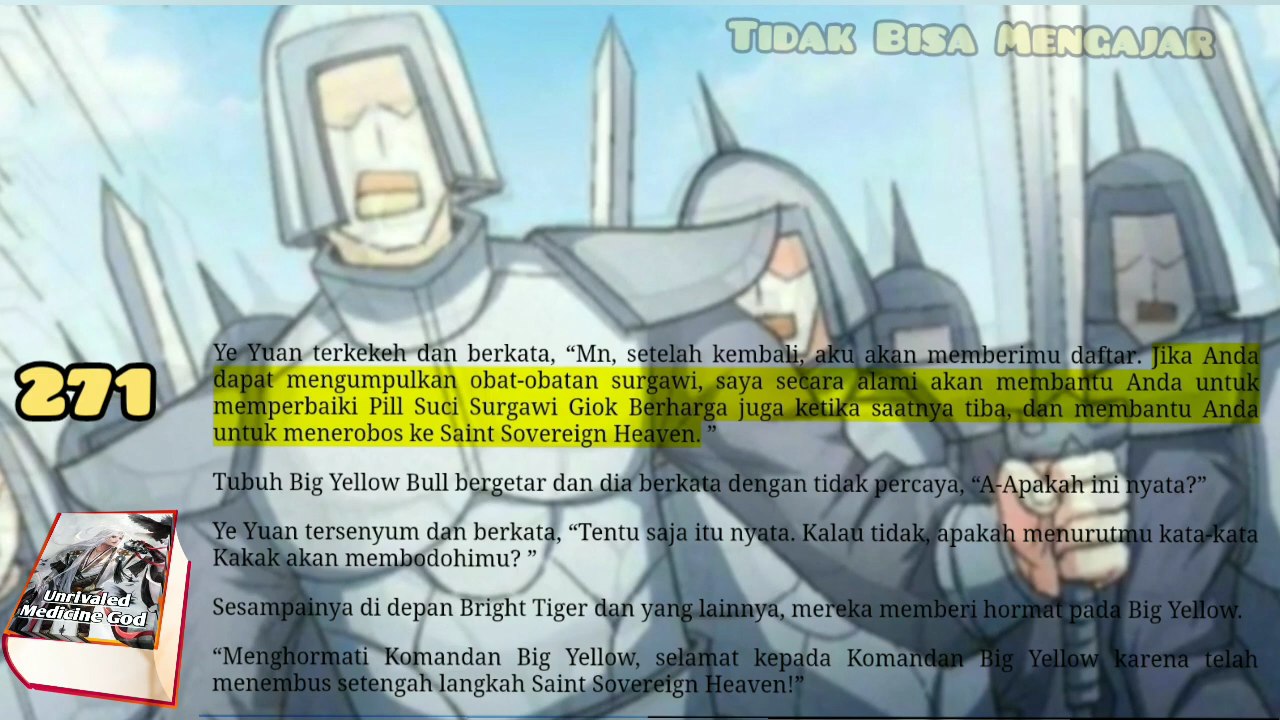 TIDAK BISA MENGAJAR
Ye Yuan terkekeh dan berkata, “Mn, setelah kembali, aku akan memberimu daftar. Jika Anda
dapat mengumpulkan obat-obatan surgawi, saya secara alami akan membantu Anda untuk
memperbaiki Pill Suci Surgawi Giok Berharga juga ketika saatnya tiba, dan membantu Anda
untuk menerobos ke Saint Sovereign Heaven. ”
271
Tubuh Big Yellow Bull bergetar dan dia berkata dengan tidak percaya, “A-Apakah ini nyata?”
Ye Yuan tersenyum dan berkata, “Tentu saja itu nyata. Kalau tidak, apakah menurutmu kata-kata
Kakak akan membodohimu? ”
Sesampainya di depan Bright Tiger dan yang lainnya, mereka memberi hormat pada Big Yellow.
“Menghormati Komandan Big Yellow, selamat kepada Komandan Big Yellow karena telah
menembus setengah langkah Saint Sovereign Heaven!”
Unrivaled
Medicine God